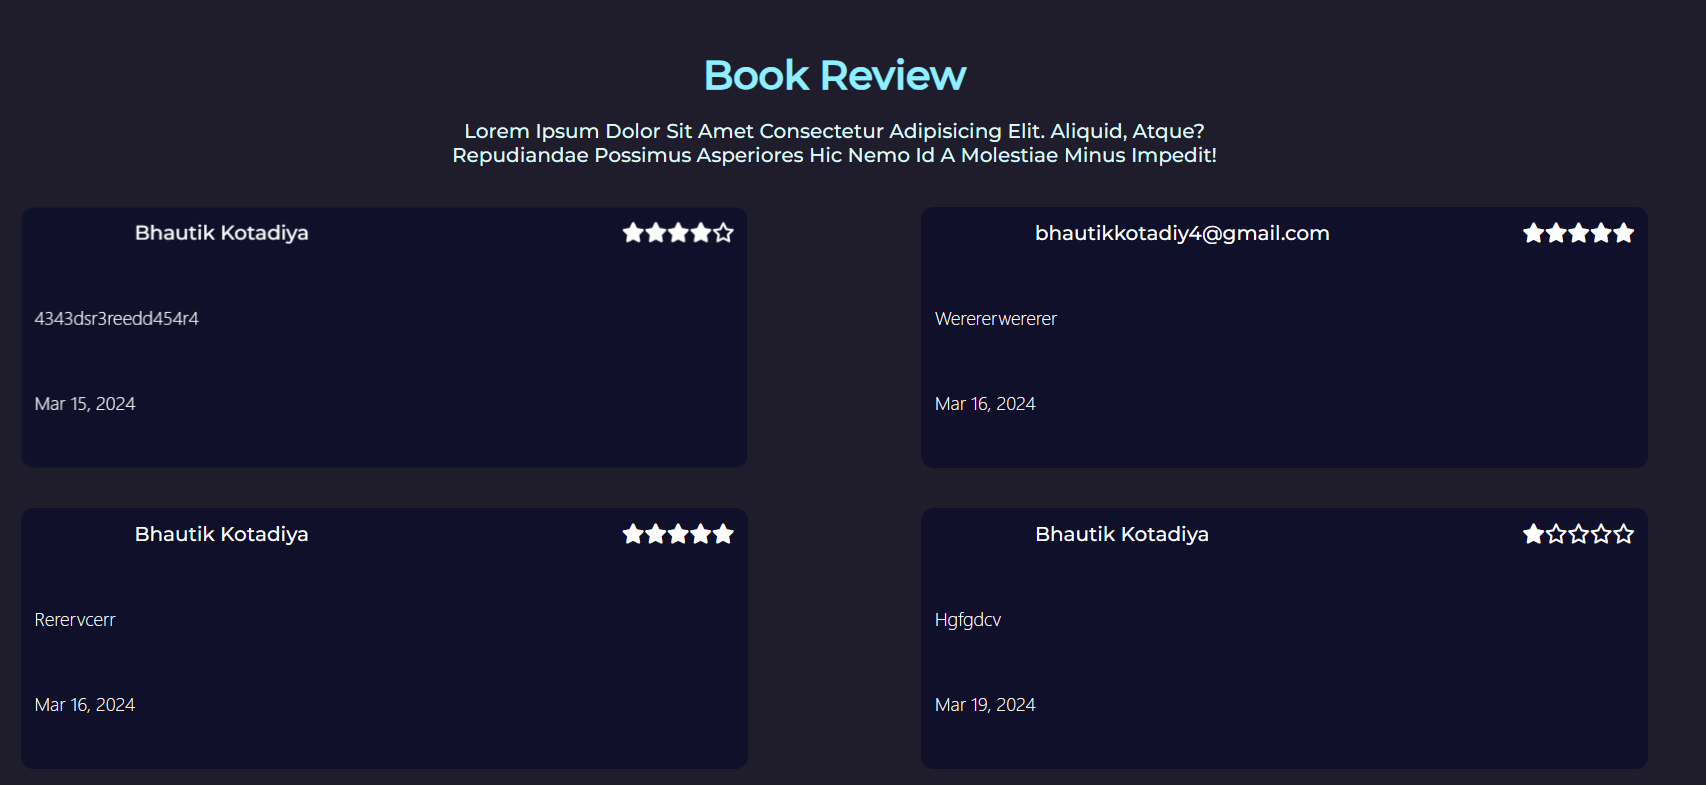 Book Review
Lorem Ipsum Dolor Sit Amet Consectetur Adipisicing Elit. Aliquid, Atque?
Repudiandae Possimus Asperiores Hic Nemo Id A Molestiae Minus Impedit!
Bhautik Kotadiya
4343dsr3reedd454r4
Mar 15, 2024
bhautikkotadiy4@gmail.com
Werererwererer
Mar 16, 2024
Bhautik Kotadiya
Rerervcerr
Mar 16, 2024
Bhautik Kotadiya
Hgfgdcv
Mar 19, 2024